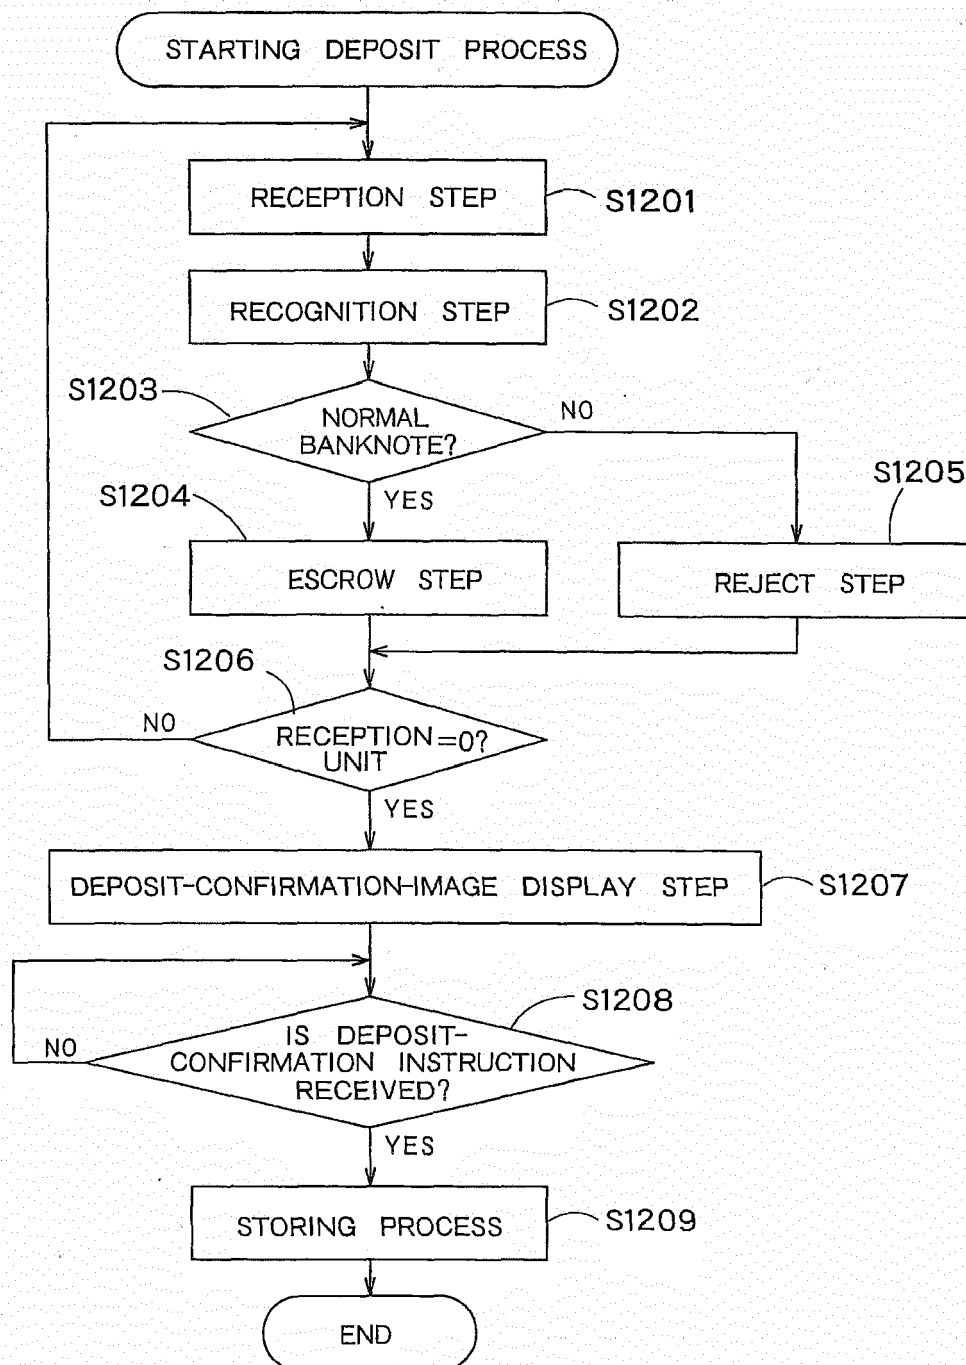 STARTING DEPOSIT PROCESS
RECEPTION STEP
S1201
RECOGNITION STEP
S1202
S1203
NORMAL
BANKNOTE?
NO
YES
S1204
S1205
ESCROW STEP
REJECT STEP
S1206
NO
RECEPTION =0?
UNIT
YES
DEPOSIT-CONFIRMATION-IMAGE DISPLAY STEP
S1207
S1208
NO
IS DEPOSIT-
CONFIRMATION INSTRUCTION
RECEIVED?
YES
STORING PROCESS
S1209
END